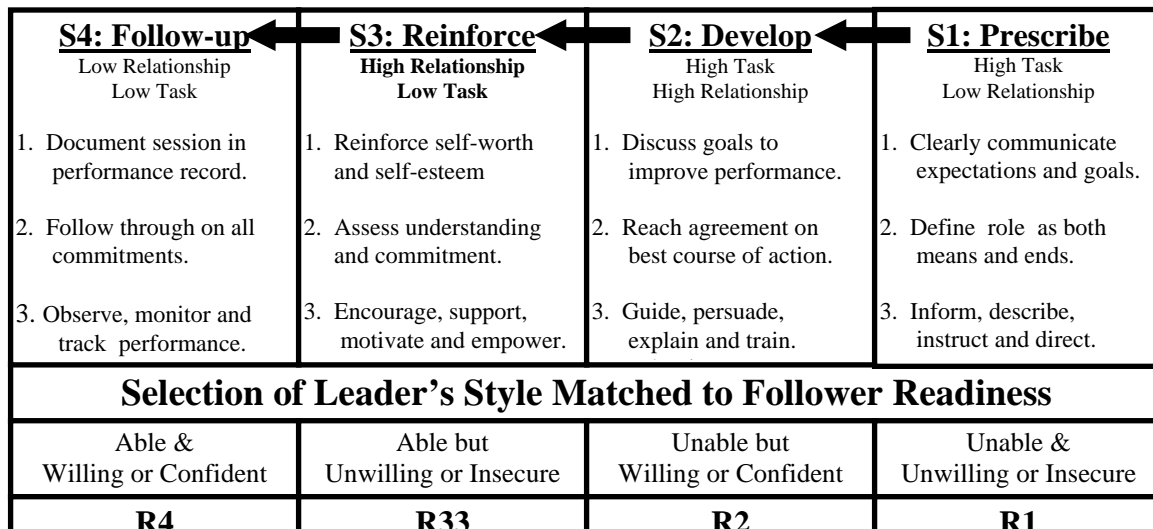 S4: Follow-up
Low Relationship
Low Task
1. Document session in
performance record.
2. Follow through on all
commitments.
3. Observe, monitor and
track performance.
S3: Reinforce
High Relationship
Low Task
1. Reinforce self-worth
and self-esteem
2. Assess understanding
and commitment.
3. Encourage, support,
motivate and empower.
S2: Develop
High Task
High Relationship
1. Discuss goals to
improve performance.
2. Reach agreement on
best course of action.
3. Guide, persuade,
explain and train.
S1: Prescribe
High Task
Low Relationship
1. Clearly communicate
expectations and goals.
2. Define role as both
means and ends.
3. Inform, describe,
instruct and direct.
Selection of Leader's Style Matched to Follower Readiness
Able &
Willing or Confident
Able but
Unwilling or Insecure
Unable but
Willing or Confident
Unable &
Unwilling or Insecure
R4
R33
R2
R1